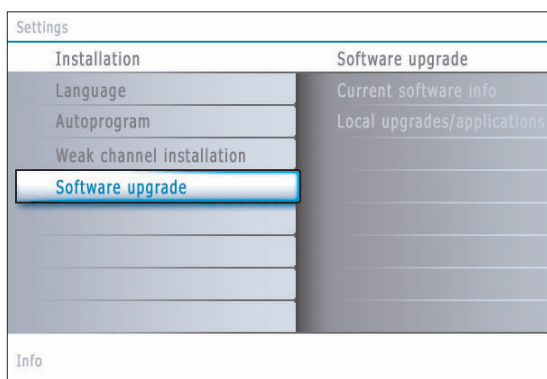 Settings
Installation
Software upgrade
Language
Current software info
Autoprogram
Local upgrades/applications
Weak channel installation
Software upgrade
Info